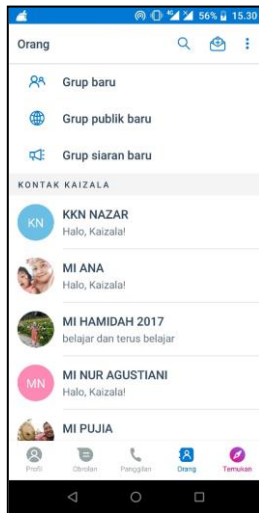 4G 56% 15.30
Orang
Grup baru
Grup publik baru
Grup siaran baru
KONTAK KAIZALA
KN
KKN NAZAR
Halo, Kaizala!
MI ANA
Halo, Kaizala!
MI HAMIDAH 2017
belajar dan terus belajar
MN
MI NUR AGUSTIANI
Halo, Kaizala!
MI PUJIA
Profil Obrolan Panggilan Orang Temukan